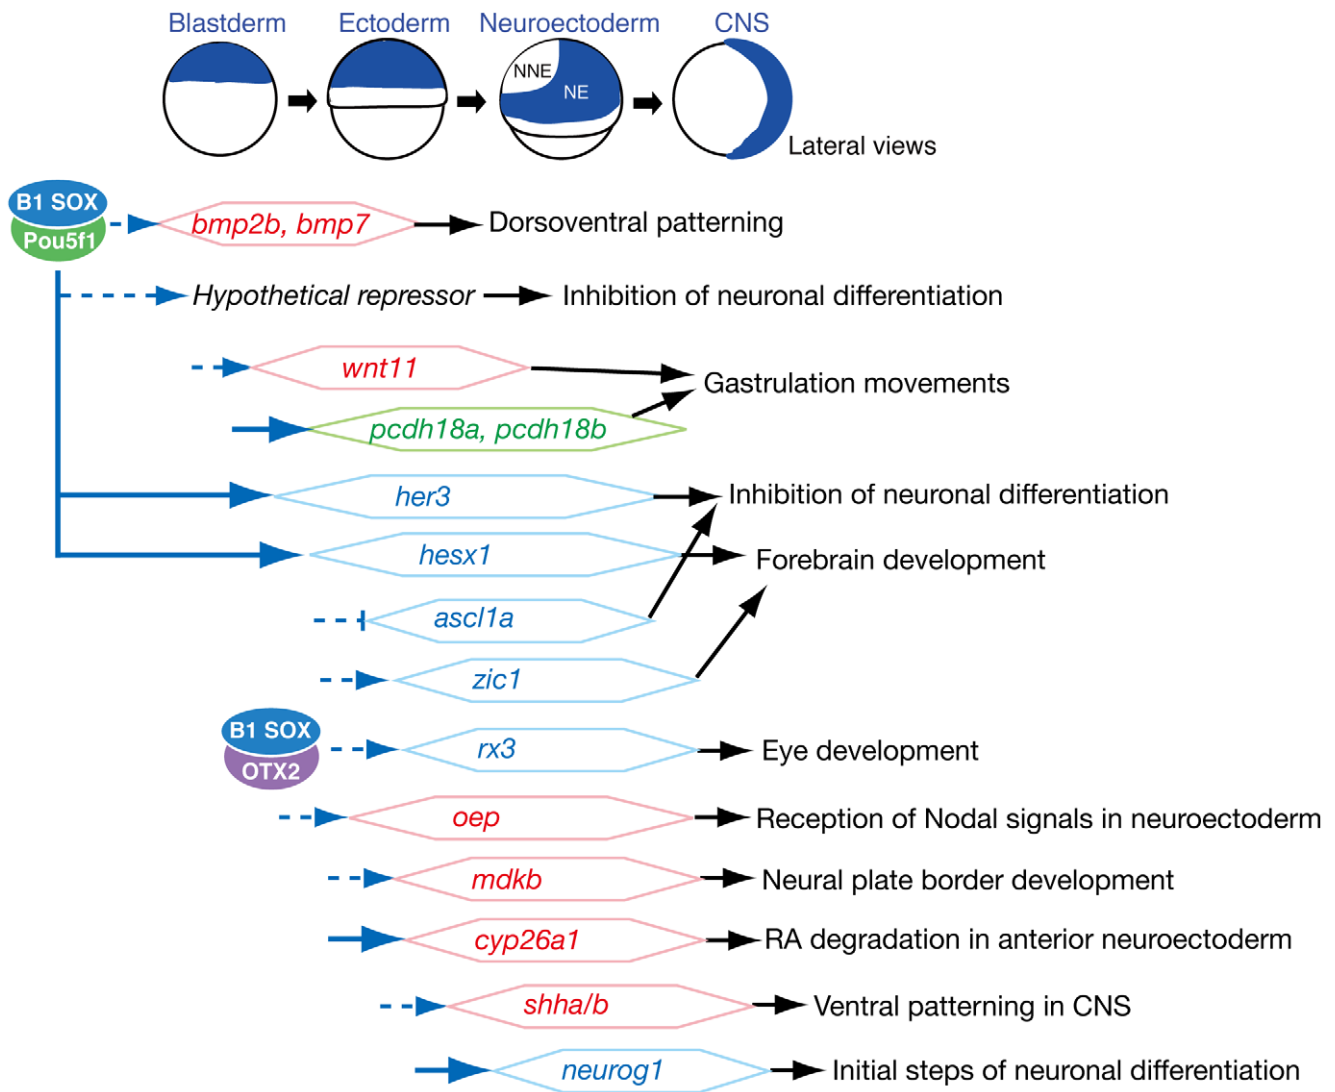 Blastderm Ectoderm Neuroectoderm CNS
NNE
NE
Lateral views
B1 SOX
Pou5f1
bmp2b, bmp7 Dorsoventral patterning
Hypothetical repressor Inhibition of neuronal differentiation
wnt11
Gastrulation movements
pcdh18a, pcdh18b
her3 Inhibition of neuronal differentiation
hesx1 Forebrain development
ascl1a
zic1
B1 SOX
OTX2
rx3 Eye development
oep Reception of Nodal signals in neuroectoderm
mdkb Neural plate border development
cyp26a1 RA degradation in anterior neuroectoderm
shha/b Ventral patterning in CNS
neurog1 Initial steps of neuronal differentiation